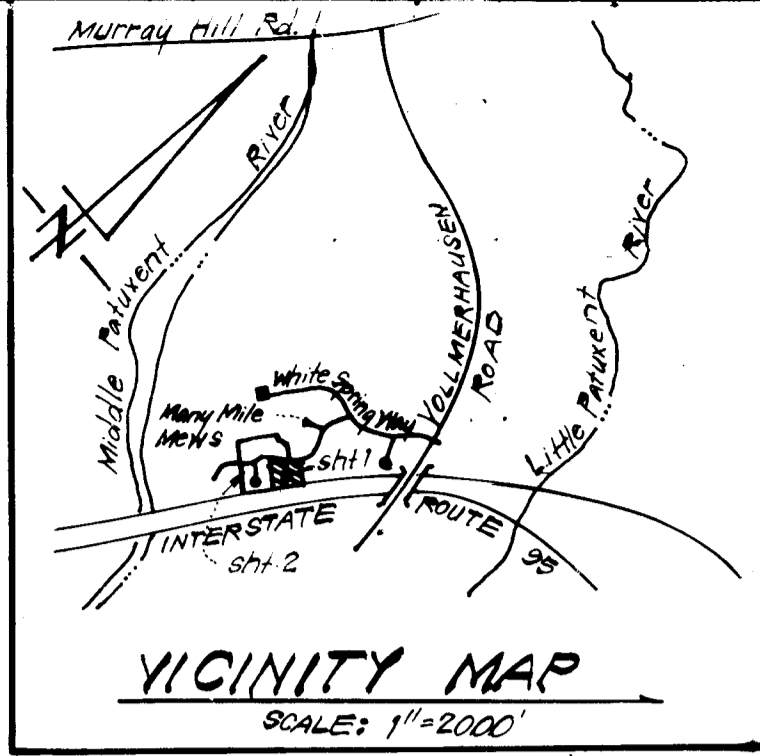 Murray Hill Rd.
N
Middle Patuxent River
VOLLMERHAUSEN
ROAD
Little Patuxent River
White Spring Way
Many Mile
Mews
sht 1
INTERSTATE ROUTE 95
sht. 2
VICINITY MAP
SCALE: 1"=2000'